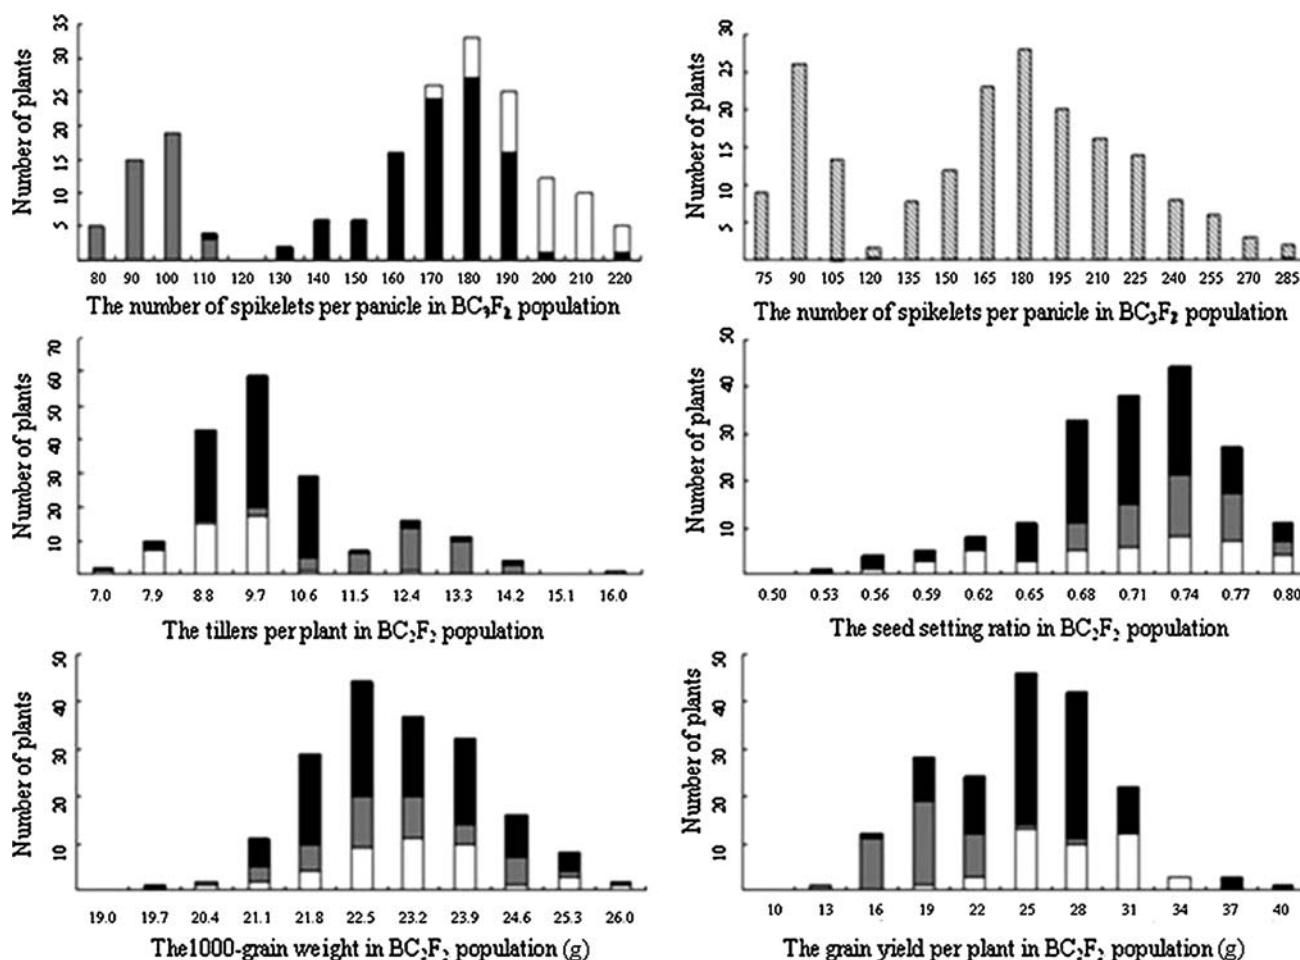 Number of plants
35
30
25
20
15
10
5
80 90 100 110 120 130 140 150 160 170 180 190 200 210 220
The number of spikelets per panicle in BC₂F₂ population
Number of plants
30
25
20
15
10
5
75 90 105 120 135 150 165 180 195 210 225 240 255 270 285
The number of spikelets per panicle in BC₃F₂ population
Number of plants
70
60
50
40
30
20
10
7.0 7.9 8.8 9.7 10.6 11.5 12.4 13.3 14.2 15.1 16.0
The tillers per plant in BC₂F₂ population
Number of plants
50
40
30
20
10
0.50 0.53 0.56 0.59 0.62 0.65 0.68 0.71 0.74 0.77 0.80
The seed setting ratio in BC₂F₂ population
Number of plants
50
40
30
20
10
19.0 19.7 20.4 21.1 21.8 22.5 23.2 23.9 24.6 25.3 26.0
The1000-grain weight in BC₂F₂ population (g)
Number of plants
50
40
30
20
10
10 13 16 19 22 25 28 31 34 37 40
The grain yield per plant in BC₂F₂ population (g)